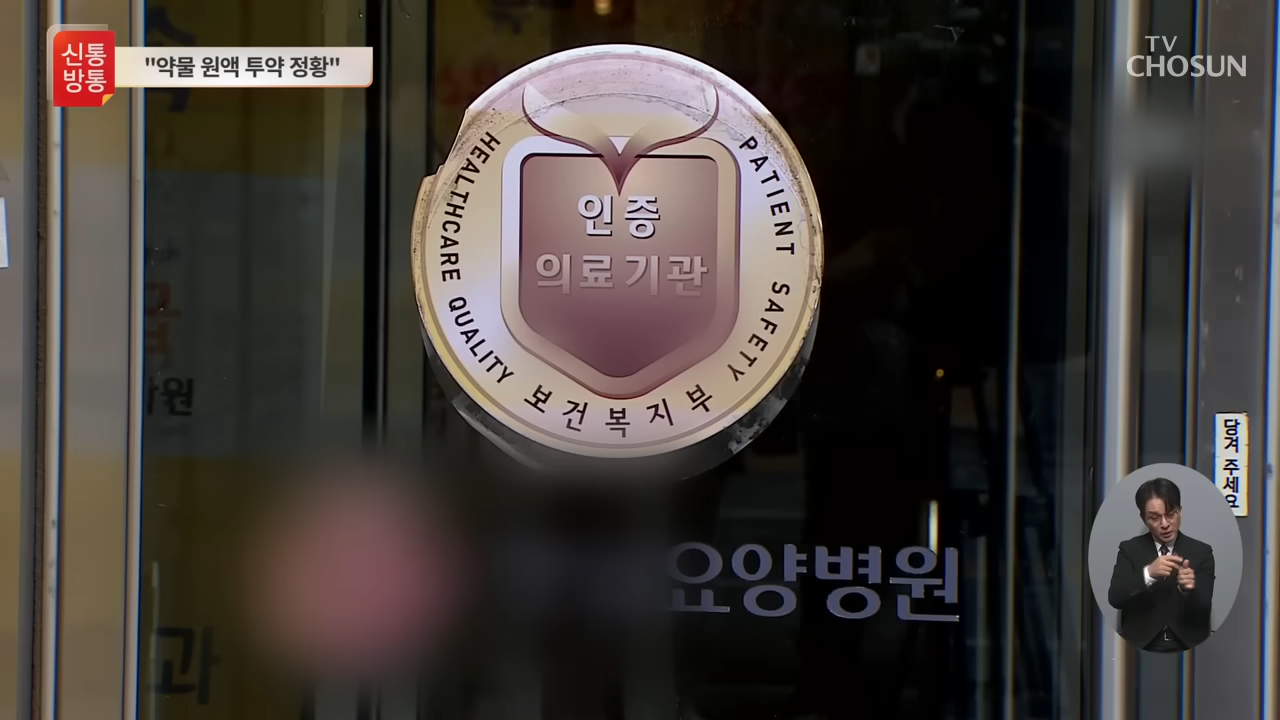 신통
방통
"약물 원액 투약 정황"
TV
CHOSUN
HEALTHCARE QUALITY
PATIENT SAFETY
인증
의료기관
보건복지부
당겨 주세요
요양병원
원
과